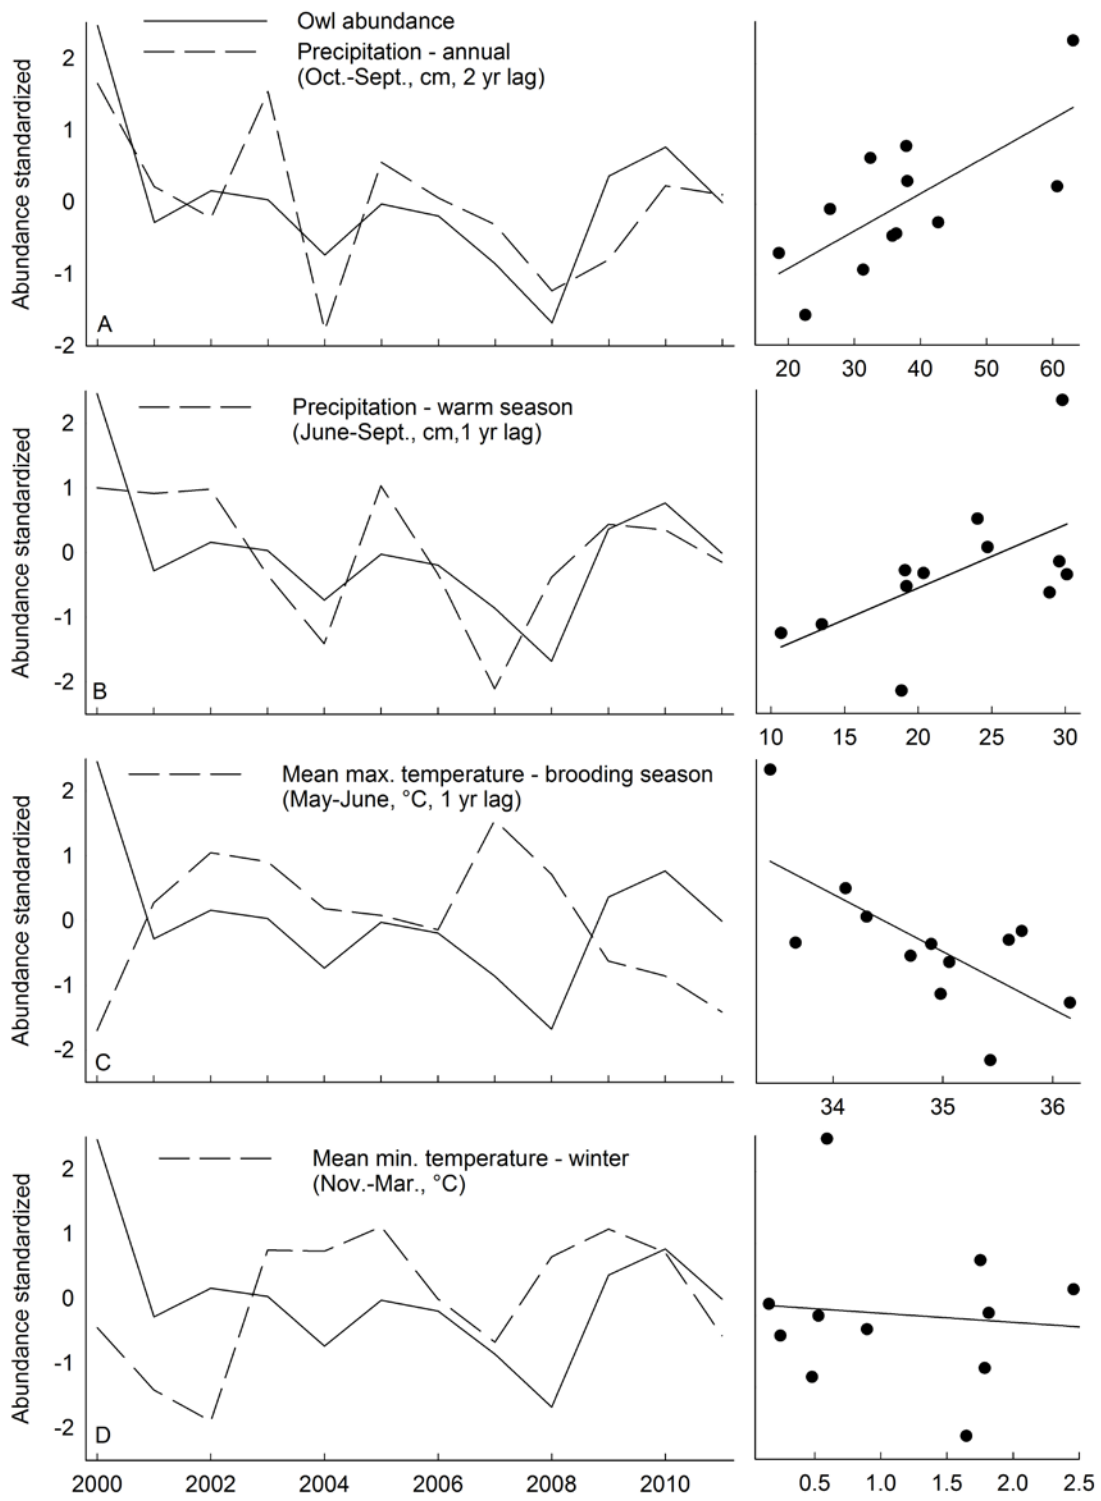 Owl abundance
Precipitation - annual
(Oct.-Sept., cm, 2 yr lag)
Abundance standardized
2
1
0
-1
-2
A
20 30 40 50 60
Precipitation - warm season
(June-Sept., cm,1 yr lag)
Abundance standardized
2
1
0
-1
-2
B
10 15 20 25 30
Mean max. temperature - brooding season
(May-June, °C, 1 yr lag)
Abundance standardized
2
1
0
-1
-2
C
34 35 36
Mean min. temperature - winter
(Nov.-Mar., °C)
Abundance standardized
2
1
0
-1
-2
D
2000 2002 2004 2006 2008 2010
0.5 1.0 1.5 2.0 2.5